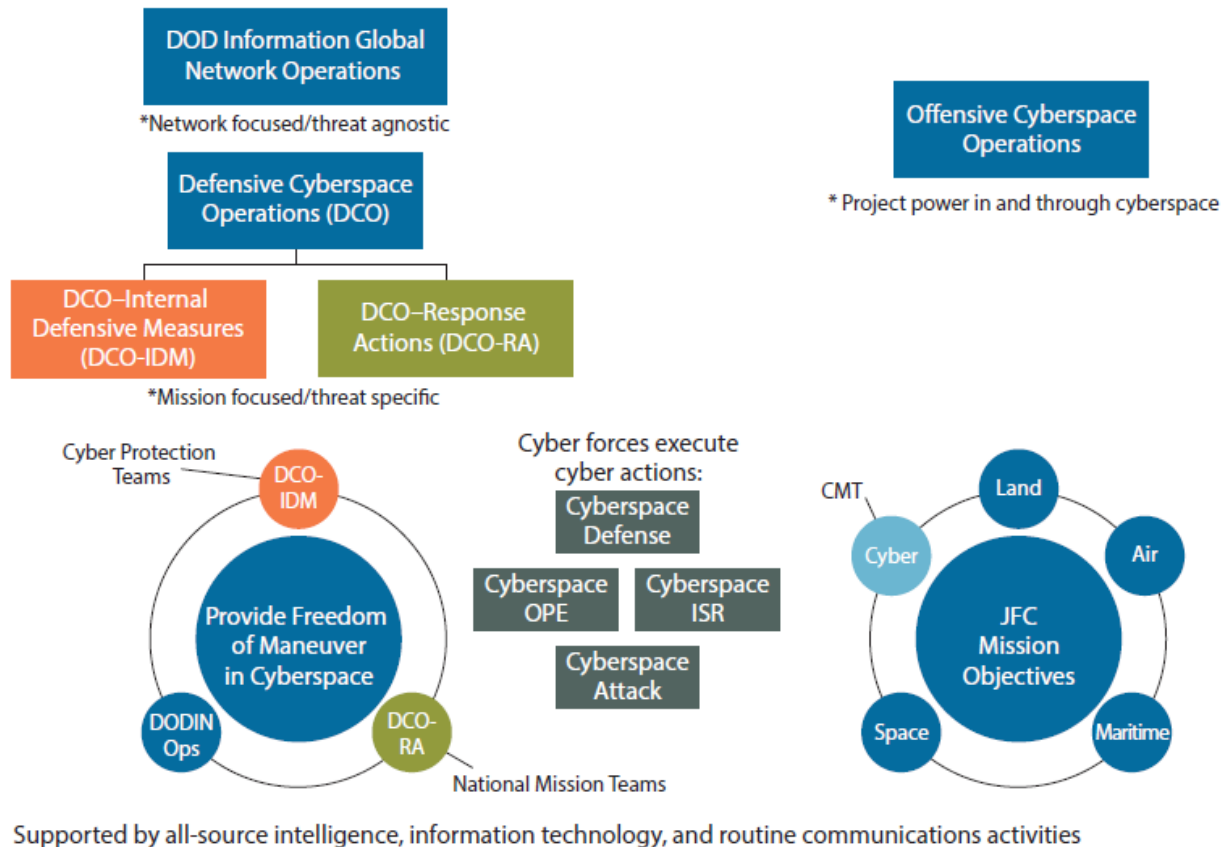 DOD Information Global
Network Operations
*Network focused/threat agnostic
Offensive Cyberspace
Operations
* Project power in and through cyberspace
Defensive Cyberspace
Operations (DCO)
DCO–Internal
Defensive Measures
(DCO-IDM)
DCO–Response
Actions (DCO-RA)
*Mission focused/threat specific
Cyber Protection
Teams
DCO-
IDM
Provide Freedom
of Maneuver
in Cyberspace
DODIN
Ops
DCO-
RA
National Mission Teams
Cyber forces execute
cyber actions:
Cyberspace
Defense
Cyberspace
OPE
Cyberspace
ISR
Cyberspace
Attack
CMT
Cyber
Land
Air
JFC
Mission
Objectives
Space
Maritime
Supported by all-source intelligence, information technology, and routine communications activities